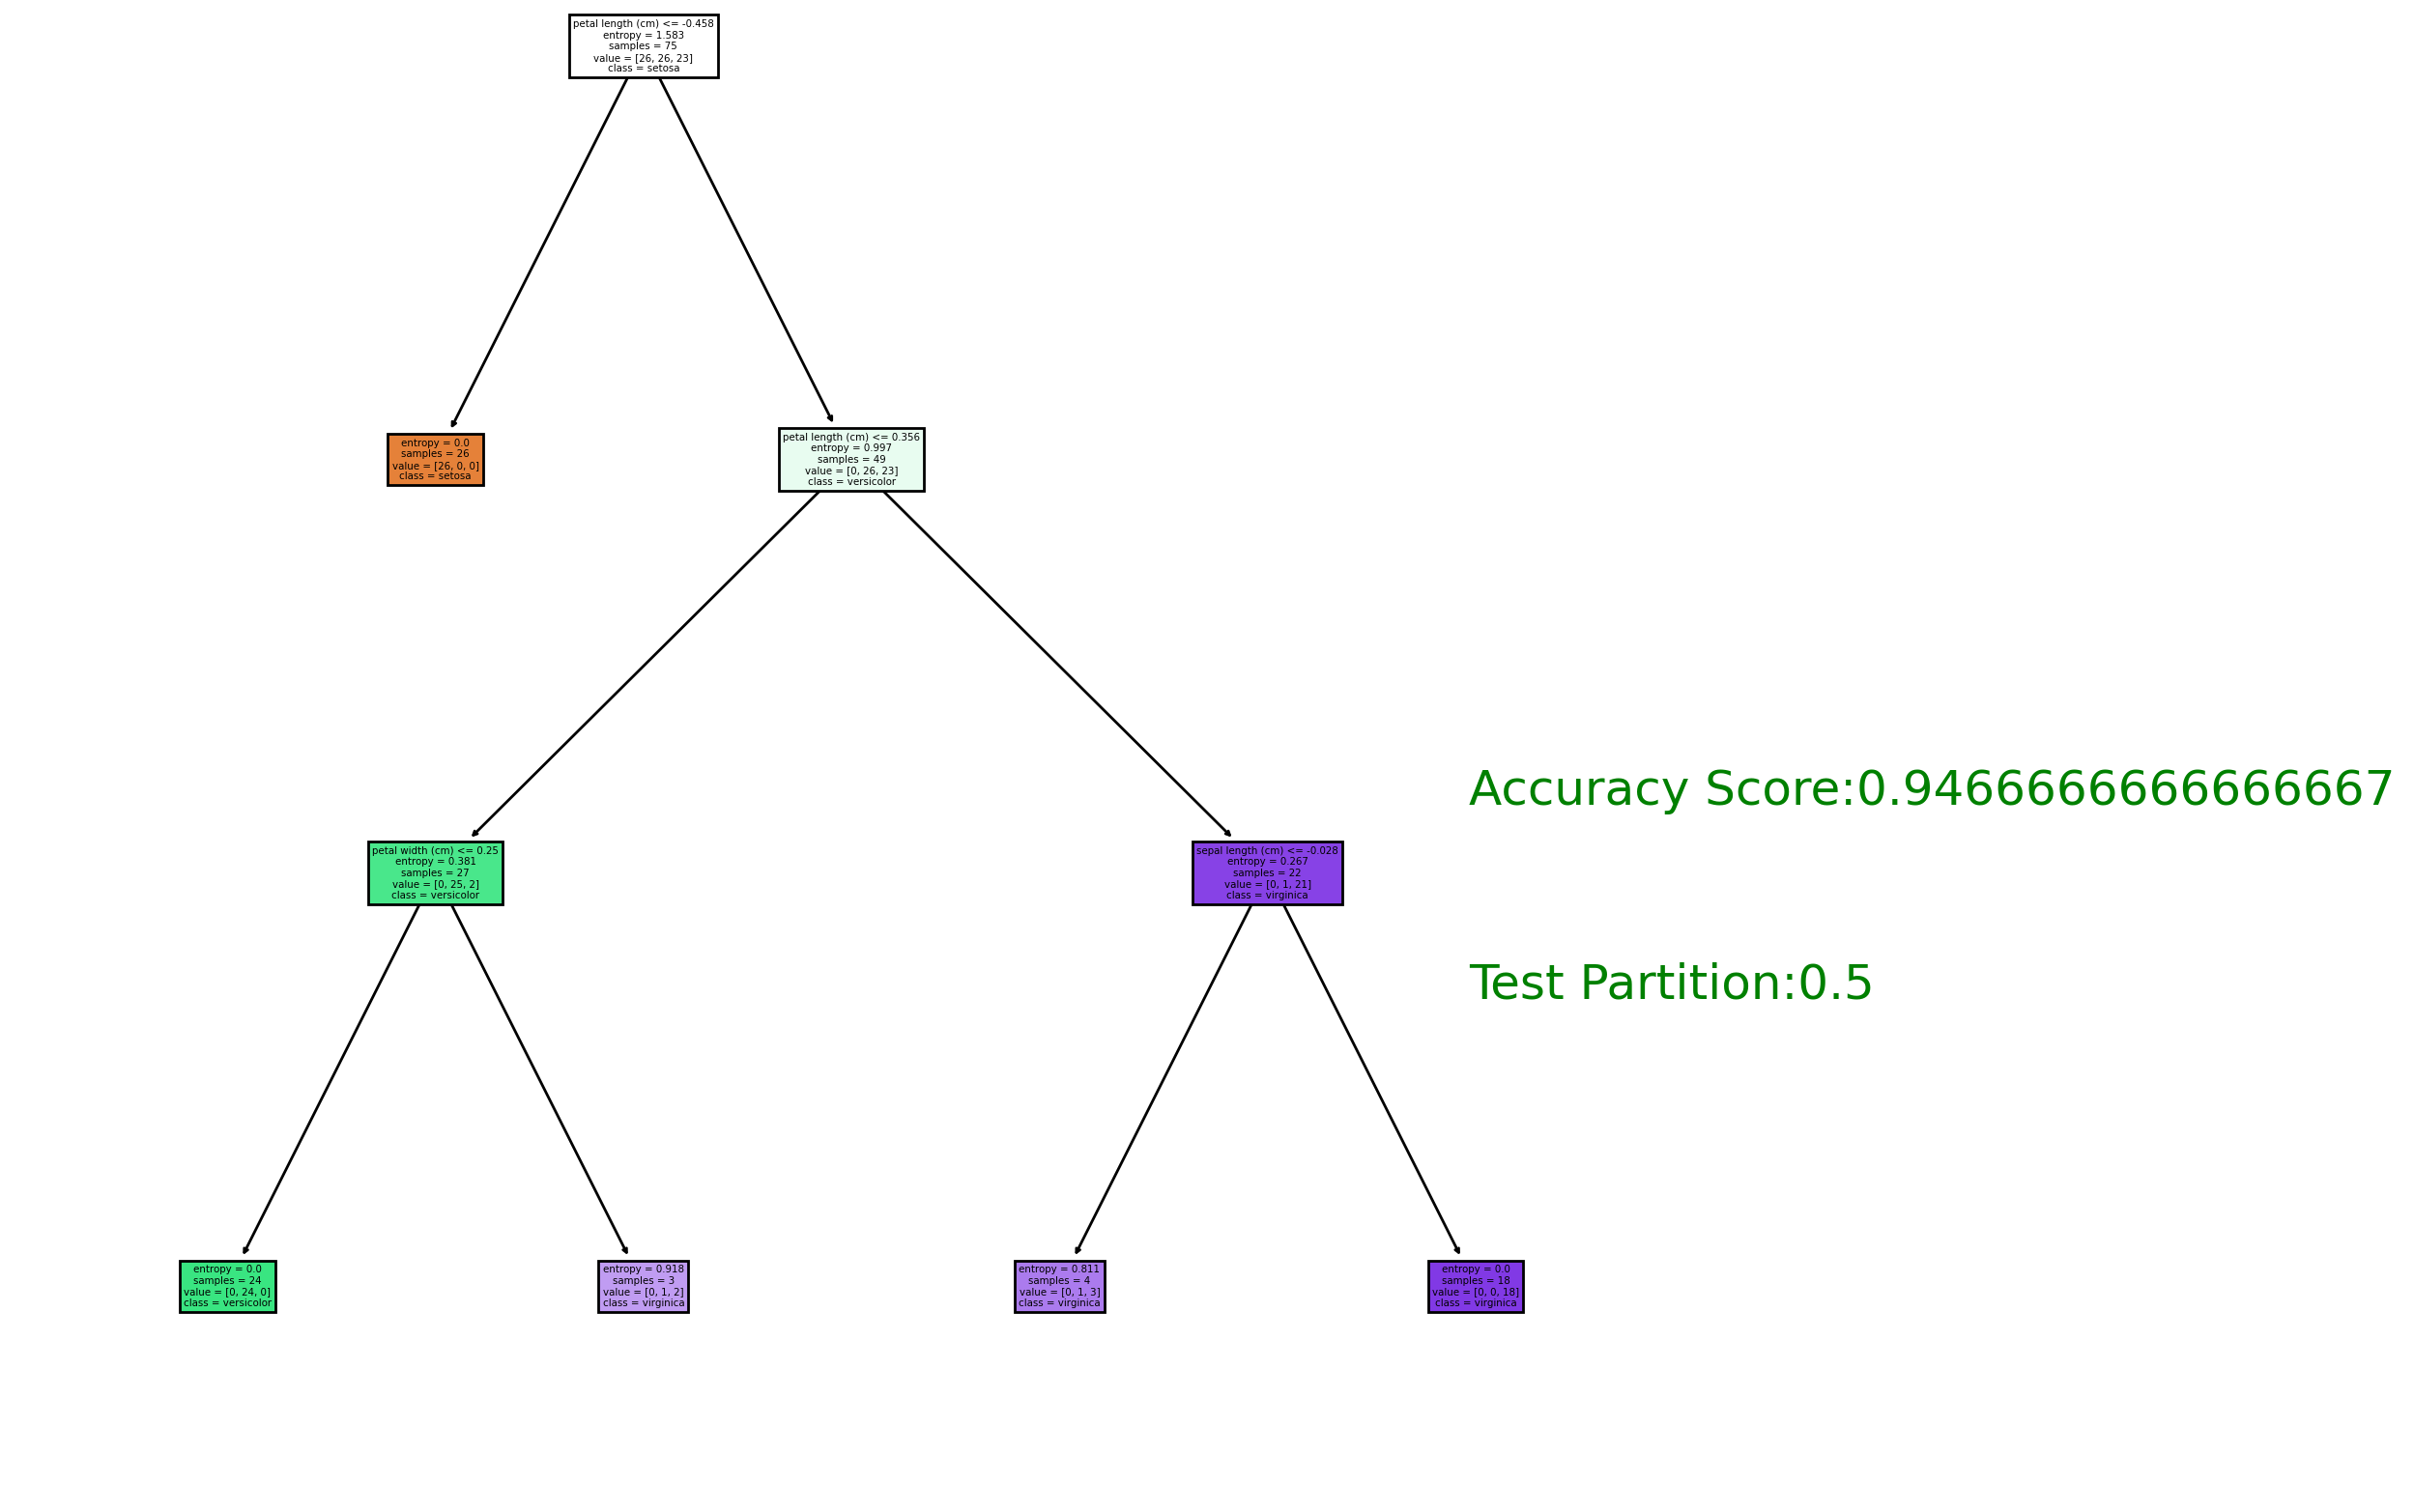 petal length (cm) <= -0.458
entropy = 1.583
samples = 75
value = [26, 26, 23]
class = setosa
entropy = 0.0
samples = 26
value = [26, 0, 0]
class = setosa
petal length (cm) <= 0.356
entropy = 0.997
samples = 49
value = [0, 26, 23]
class = versicolor
petal width (cm) <= 0.25
entropy = 0.381
samples = 27
value = [0, 25, 2]
class = versicolor
sepal length (cm) <= -0.028
entropy = 0.267
samples = 22
value = [0, 1, 21]
class = virginica
Accuracy Score:0.9466666666666667
Test Partition:0.5
entropy = 0.0
samples = 24
value = [0, 24, 0]
class = versicolor
entropy = 0.918
samples = 3
value = [0, 1, 2]
class = virginica
entropy = 0.811
samples = 4
value = [0, 1, 3]
class = virginica
entropy = 0.0
samples = 18
value = [0, 0, 18]
class = virginica